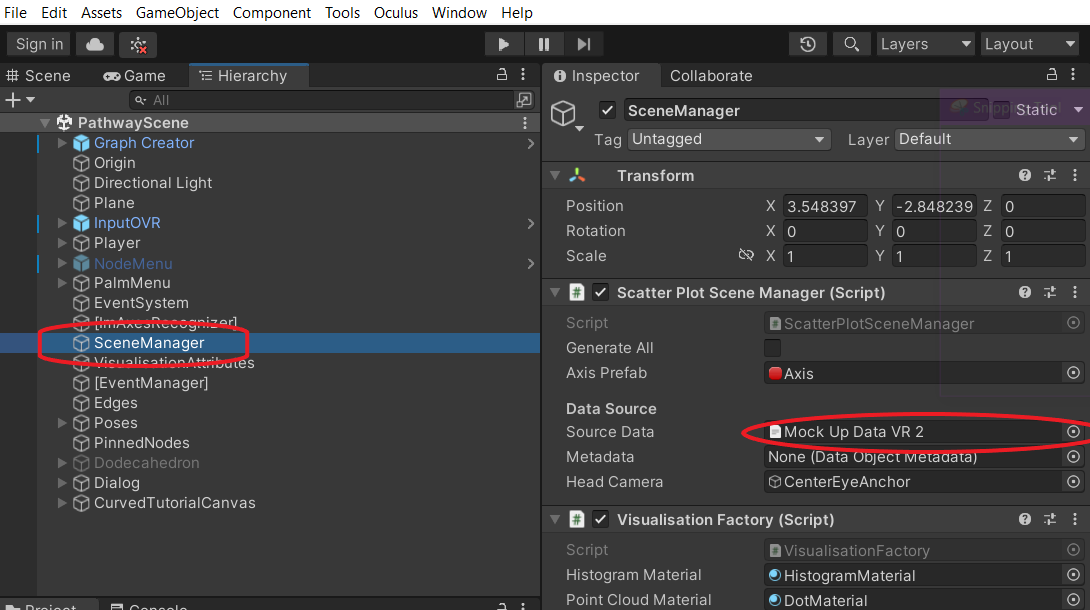 File Edit Assets GameObject Component Tools Oculus Window Help
Sign in Layers Layout
Scene Game Hierarchy
All
PathwayScene
Graph Creator
Origin
Directional Light
Plane
InputOVR
Player
NodeMenu
PalmMenu
EventSystem
[ImAxesRecognizer]
SceneManager
VisualisationAttributes
[EventManager]
Edges
Poses
PinnedNodes
Dodecahedron
Dialog
CurvedTutorialCanvas
Project Console
Inspector Collaborate
SceneManager Static
Tag Untagged Layer Default
Transform
Position X 3.548397 Y -2.848239 Z 0
Rotation X 0 Y 0 Z 0
Scale X 1 Y 1 Z 1
# Scatter Plot Scene Manager (Script)
Script ScatterPlotSceneManager
Generate All
Axis Prefab Axis
Data Source
Source Data Mock Up Data VR 2
Metadata None (Data Object Metadata)
Head Camera CenterEyeAnchor
# Visualisation Factory (Script)
Script VisualisationFactory
Histogram Material HistogramMaterial
Point Cloud Material DotMaterial